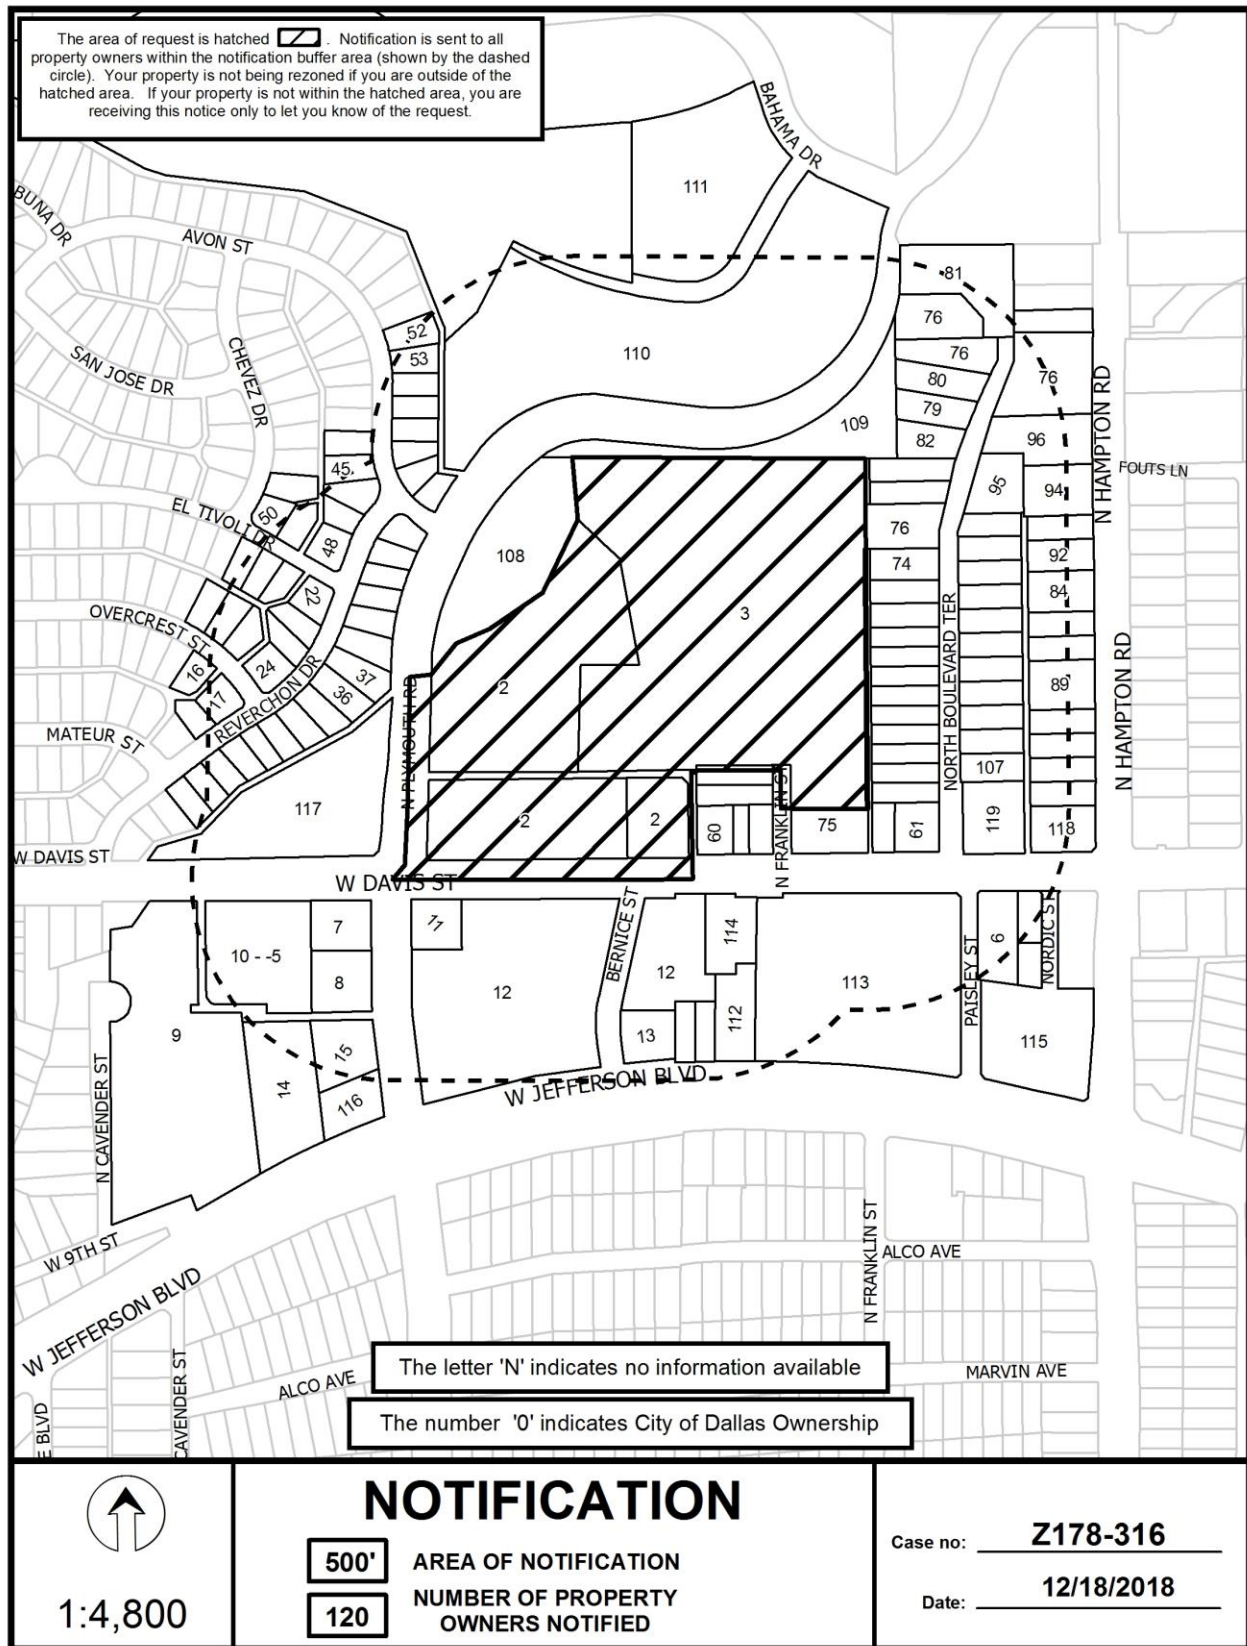 The area of request is hatched . Notification is sent to all
property owners within the notification buffer area (shown by the dashed
circle). Your property is not being rezoned if you are outside of the
hatched area. If your property is not within the hatched area, you are
receiving this notice only to let you know of the request.
BAHAMA DR
111
BUNA DR
AVON ST
81
52
76
CHEVEZ DR
53
110
76
SAN JOSE DR
80
76
79
N HAMPTON RD
109
82
96
45
FOUTS LN
95
94
50
EL TIVOLI DR
76
48
108
92
74
22
84
OVERCREST ST
3
16
24
37
2
89
17
36
REVERCHON DR
N PLYMOUTH RD
NORTH BOULEVARD TER
N HAMPTON RD
MATEUR ST
107
117
2
2
60
N FRANKLIN ST
75
61
119
118
W DAVIS ST
W DAVIS ST
7
11
BERNICE ST
114
6
NORDIC ST
10 - -5
PAISLEY ST
8
12
12
113
9
13
112
15
115
N CAVENDER ST
14
116
W JEFFERSON BLVD
W 9TH ST
N FRANKLIN ST
ALCO AVE
W JEFFERSON BLVD
The letter 'N' indicates no information available
MARVIN AVE
ALCO AVE
CAVENDER ST
E BLVD
The number '0' indicates City of Dallas Ownership
NOTIFICATION
500' AREA OF NOTIFICATION
120 NUMBER OF PROPERTY
OWNERS NOTIFIED
1:4,800
Case no: Z178-316
Date: 12/18/2018